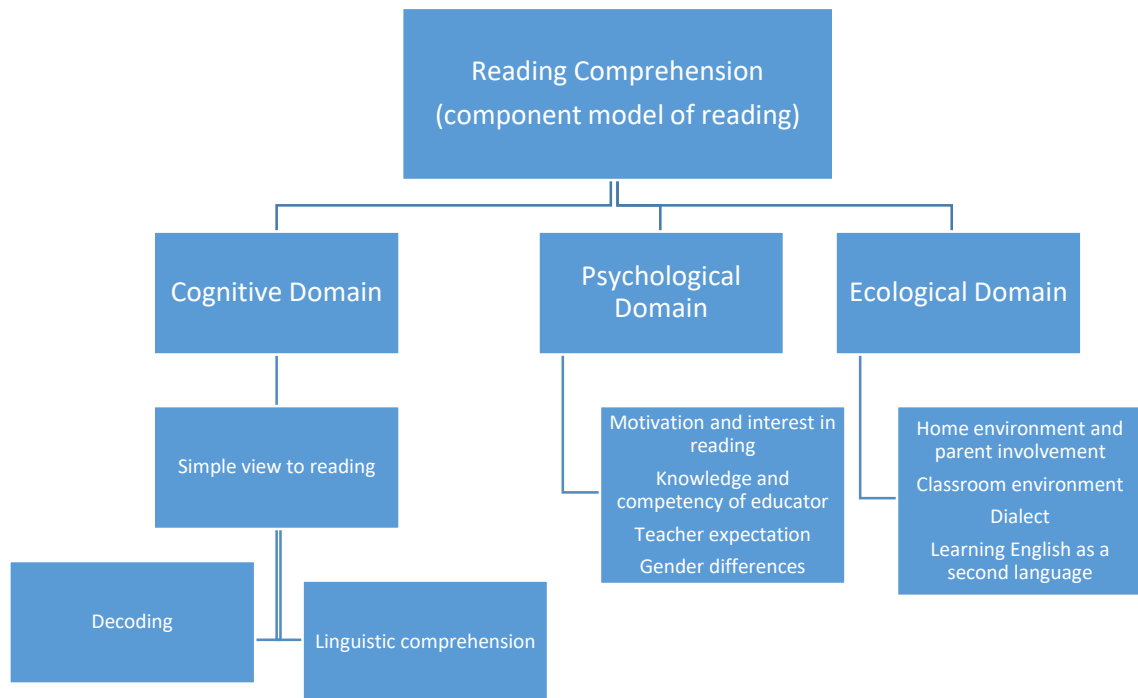 Reading Comprehension
(component model of reading)
Cognitive Domain
Psychological
Domain
Ecological Domain
Simple view to reading
Motivation and interest in
reading
Knowledge and
competency of educator
Teacher expectation
Gender differences
Home environment and
parent involvement
Classroom environment
Dialect
Learning English as a
second language
Decoding
Linguistic comprehension